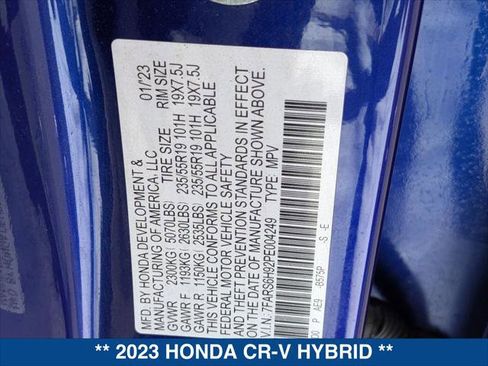 MFD. BY HONDA DEVELOPMENT &
MANUFACTURING OF AMERICA, LLC 01/23
TIRE SIZE RIM SIZE
GVWR 2300KG (5070LBS)
GAWR F 1193KG (2630LBS) 235/55R19 101H 19X7.5J
GAWR R 1150KG (2535LBS) 235/55R19 101H 19X7.5J
THIS VEHICLE CONFORMS TO ALL APPLICABLE
FEDERAL MOTOR VEHICLE SAFETY
AND THEFT PREVENTION STANDARDS IN EFFECT
ON THE DATE OF MANUFACTURE SHOWN ABOVE.
V.I.N.: 7FARS6H92PE004249 TYPE: MPV
P AE9 B575P -S -E
** 2023 HONDA CR-V HYBRID **